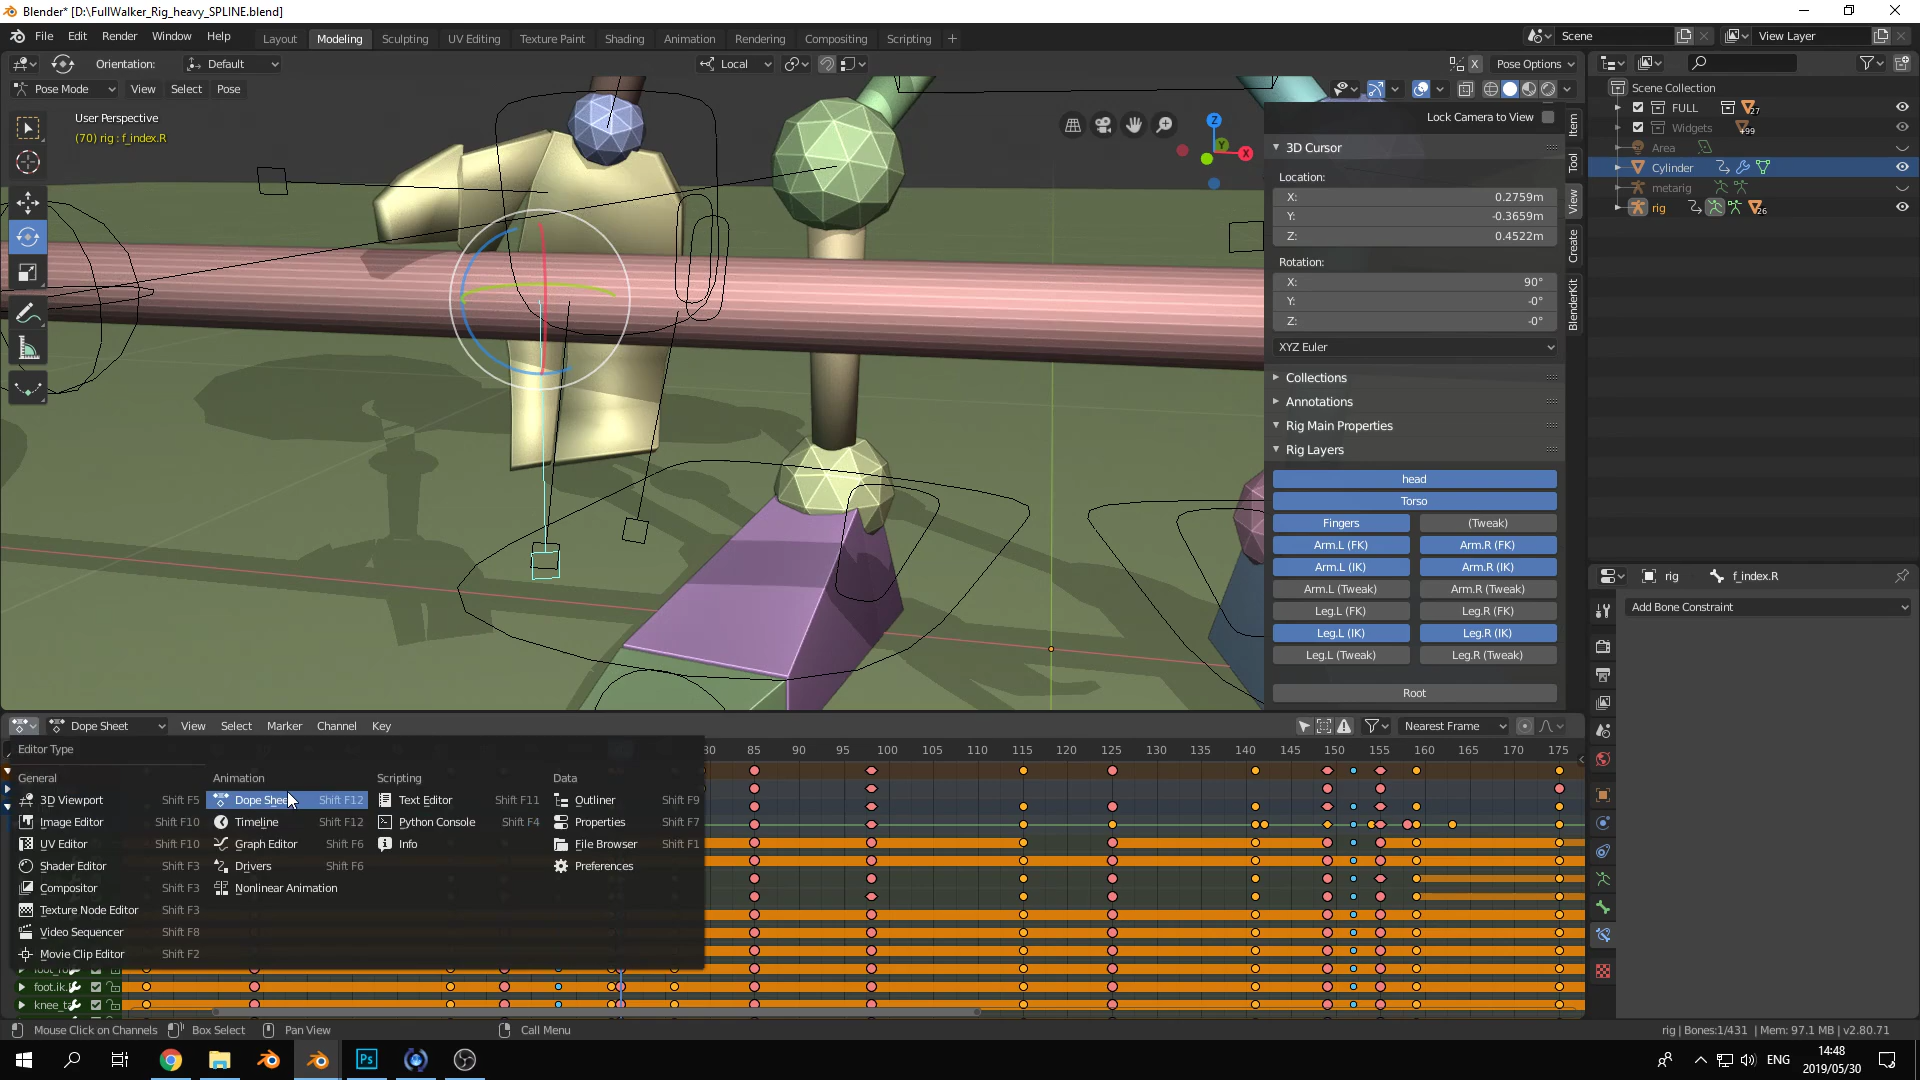 Blender* [D:\FullWalker_Rig_heavy_SPLINE.blend]
File Edit Render Window Help Layout Modeling Sculpting UV Editing Texture Paint Shading Animation Rendering Compositing Scripting + Scene View Layer
Orientation: Default Local X Pose Options
Pose Mode View Select Pose
User Perspective
(70) rig : f_index.R
Z
Y
X
Lock Camera to View
3D Cursor
Location:
X: 0.2759m
Y: -0.3659m
Z: 0.4522m
Rotation:
X: 90°
Y: -0°
Z: -0°
XYZ Euler
Collections
Annotations
Rig Main Properties
Rig Layers
head
Torso
Fingers (Tweak)
Arm.L (FK) Arm.R (FK)
Arm.L (IK) Arm.R (IK)
Arm.L (Tweak) Arm.R (Tweak)
Leg.L (FK) Leg.R (FK)
Leg.L (IK) Leg.R (IK)
Leg.L (Tweak) Leg.R (Tweak)
Root
Item
Tool
View
Create
BlenderKit
Scene Collection
FULL 27
Widgets +99
Area
Cylinder
metarig
rig 26
rig f_index.R
Add Bone Constraint
Dope Sheet View Select Marker Channel Key Nearest Frame
80 85 90 95 100 105 110 115 120 125 130 135 140 145 150 155 160 165 170 175
Editor Type
General
3D Viewport Shift F5
Image Editor Shift F10
UV Editor Shift F10
Shader Editor Shift F3
Compositor Shift F3
Texture Node Editor Shift F3
Video Sequencer Shift F8
Movie Clip Editor Shift F2
Animation
Dope Shee Shift F12
Timeline Shift F12
Graph Editor Shift F6
Drivers Shift F6
Nonlinear Animation
Scripting
Text Editor Shift F11
Python Console Shift F4
Info
Data
Outliner Shift F9
Properties Shift F7
File Browser Shift F1
Preferences
foot.ik.
knee_ta
Mouse Click on Channels Box Select Pan View Call Menu rig | Bones:1/431 | Mem: 97.1 MB | v2.80.71
Ps ENG 14:48
2019/05/30